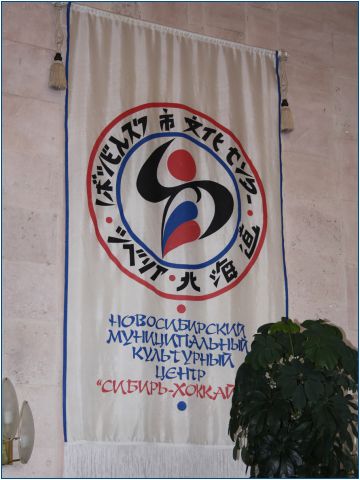 ノボシビルスク市文化センター
シベリア・北海道
НОВОСИБИРСКИЙ
МУНИЦИПАЛЬНЫЙ
КУЛЬТУРНЫЙ
ЦЕНТР
"СИБИРЬ-ХОККАЙ